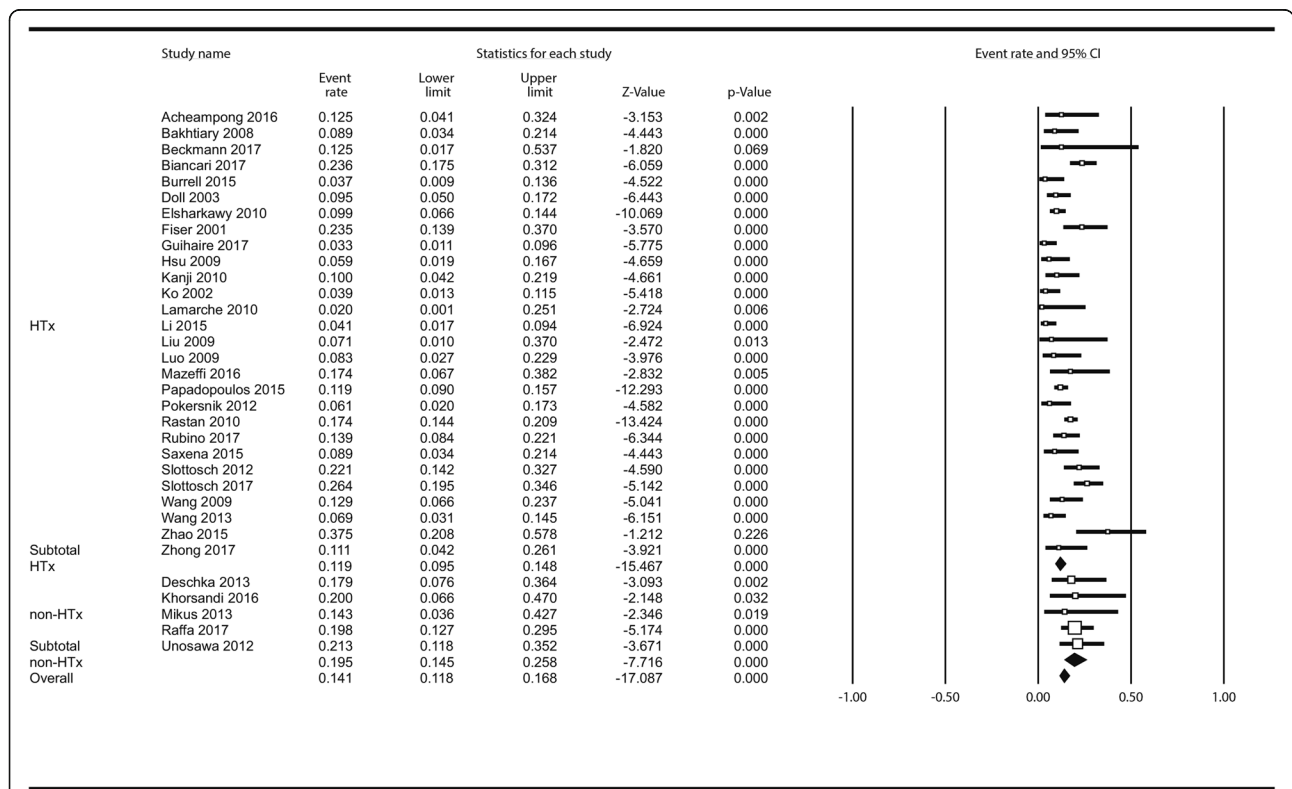 Study name Statistics for each study Event rate and 95% CI
Event Lower Upper
rate limit limit Z-Value p-Value
Acheampong 2016 0.125 0.041 0.324 -3.153 0.002
Bakhtiary 2008 0.089 0.034 0.214 -4.443 0.000
Beckmann 2017 0.125 0.017 0.537 -1.820 0.069
Biancari 2017 0.236 0.175 0.312 -6.059 0.000
Burrell 2015 0.037 0.009 0.136 -4.522 0.000
Doll 2003 0.095 0.050 0.172 -6.443 0.000
Elsharkawy 2010 0.099 0.066 0.144 -10.069 0.000
Fiser 2001 0.235 0.139 0.370 -3.570 0.000
Guihaire 2017 0.033 0.011 0.096 -5.775 0.000
Hsu 2009 0.059 0.019 0.167 -4.659 0.000
Kanji 2010 0.100 0.042 0.219 -4.661 0.000
Ko 2002 0.039 0.013 0.115 -5.418 0.000
Lamarche 2010 0.020 0.001 0.251 -2.724 0.006
HTx Li 2015 0.041 0.017 0.094 -6.924 0.000
Liu 2009 0.071 0.010 0.370 -2.472 0.013
Luo 2009 0.083 0.027 0.229 -3.976 0.000
Mazeffi 2016 0.174 0.067 0.382 -2.832 0.005
Papadopoulos 2015 0.119 0.090 0.157 -12.293 0.000
Pokersnik 2012 0.061 0.020 0.173 -4.582 0.000
Rastan 2010 0.174 0.144 0.209 -13.424 0.000
Rubino 2017 0.139 0.084 0.221 -6.344 0.000
Saxena 2015 0.089 0.034 0.214 -4.443 0.000
Slottosch 2012 0.221 0.142 0.327 -4.590 0.000
Slottosch 2017 0.264 0.195 0.346 -5.142 0.000
Wang 2009 0.129 0.066 0.237 -5.041 0.000
Wang 2013 0.069 0.031 0.145 -6.151 0.000
Zhao 2015 0.375 0.208 0.578 -1.212 0.226
Subtotal Zhong 2017 0.111 0.042 0.261 -3.921 0.000
HTx 0.119 0.095 0.148 -15.467 0.000
Deschka 2013 0.179 0.076 0.364 -3.093 0.002
Khorsandi 2016 0.200 0.066 0.470 -2.148 0.032
non-HTx Mikus 2013 0.143 0.036 0.427 -2.346 0.019
Raffa 2017 0.198 0.127 0.295 -5.174 0.000
Subtotal Unosawa 2012 0.213 0.118 0.352 -3.671 0.000
non-HTx 0.195 0.145 0.258 -7.716 0.000
Overall 0.141 0.118 0.168 -17.087 0.000
-1.00 -0.50 0.00 0.50 1.00